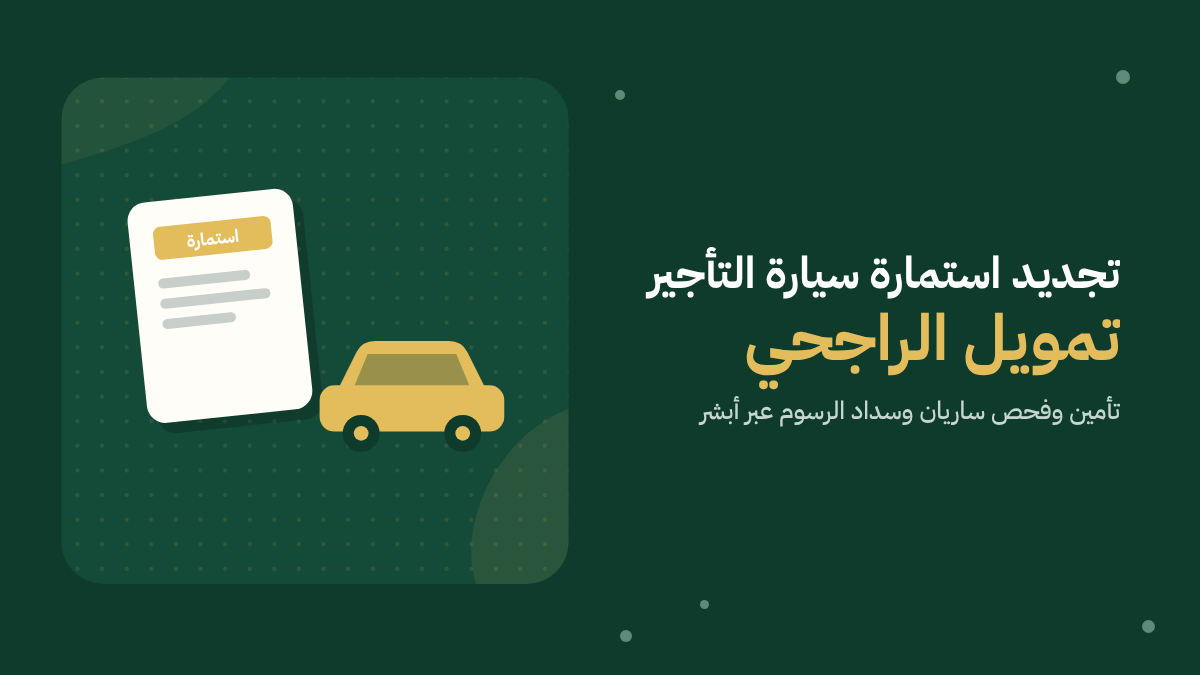 تجديد استمارة سيارة التأجير
تمويل الراجحي
تأمين وفحص ساريان وسداد الرسوم عبر أبشر
استمارة